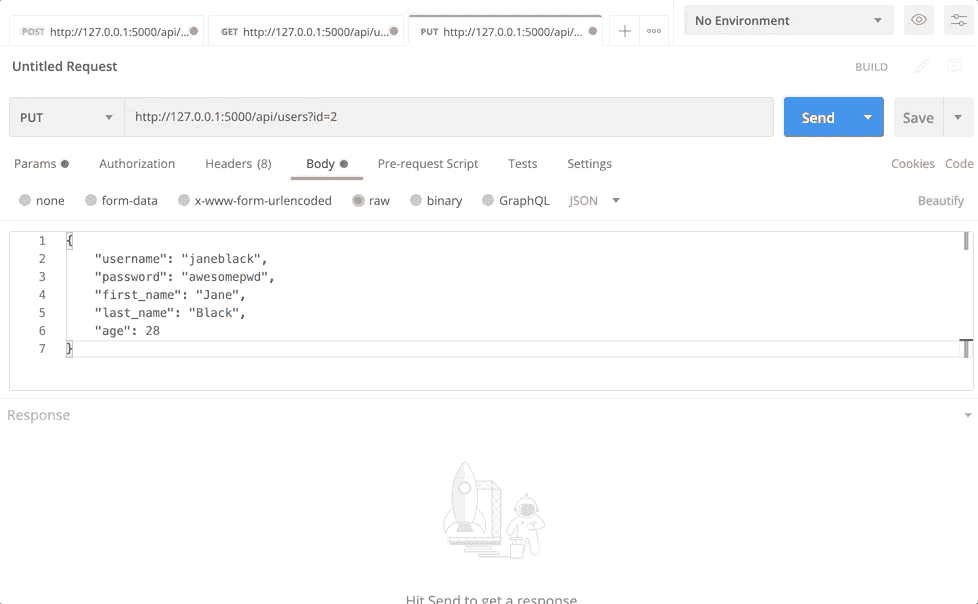 POST http://127.0.0.1:5000/api/... GET http://127.0.0.1:5000/api/u... PUT http://127.0.0.1:5000/api/... No Environment
Untitled Request BUILD
PUT http://127.0.0.1:5000/api/users?id=2 Send Save
Params Authorization Headers (8) Body Pre-request Script Tests Settings Cookies Code
none form-data x-www-form-urlencoded raw binary GraphQL JSON Beautify
1 {
2 "username": "janeblack",
3 "password": "awesomepwd",
4 "first_name": "Jane",
5 "last_name": "Black",
6 "age": 28
7 }
Response
Hit Send to get a response